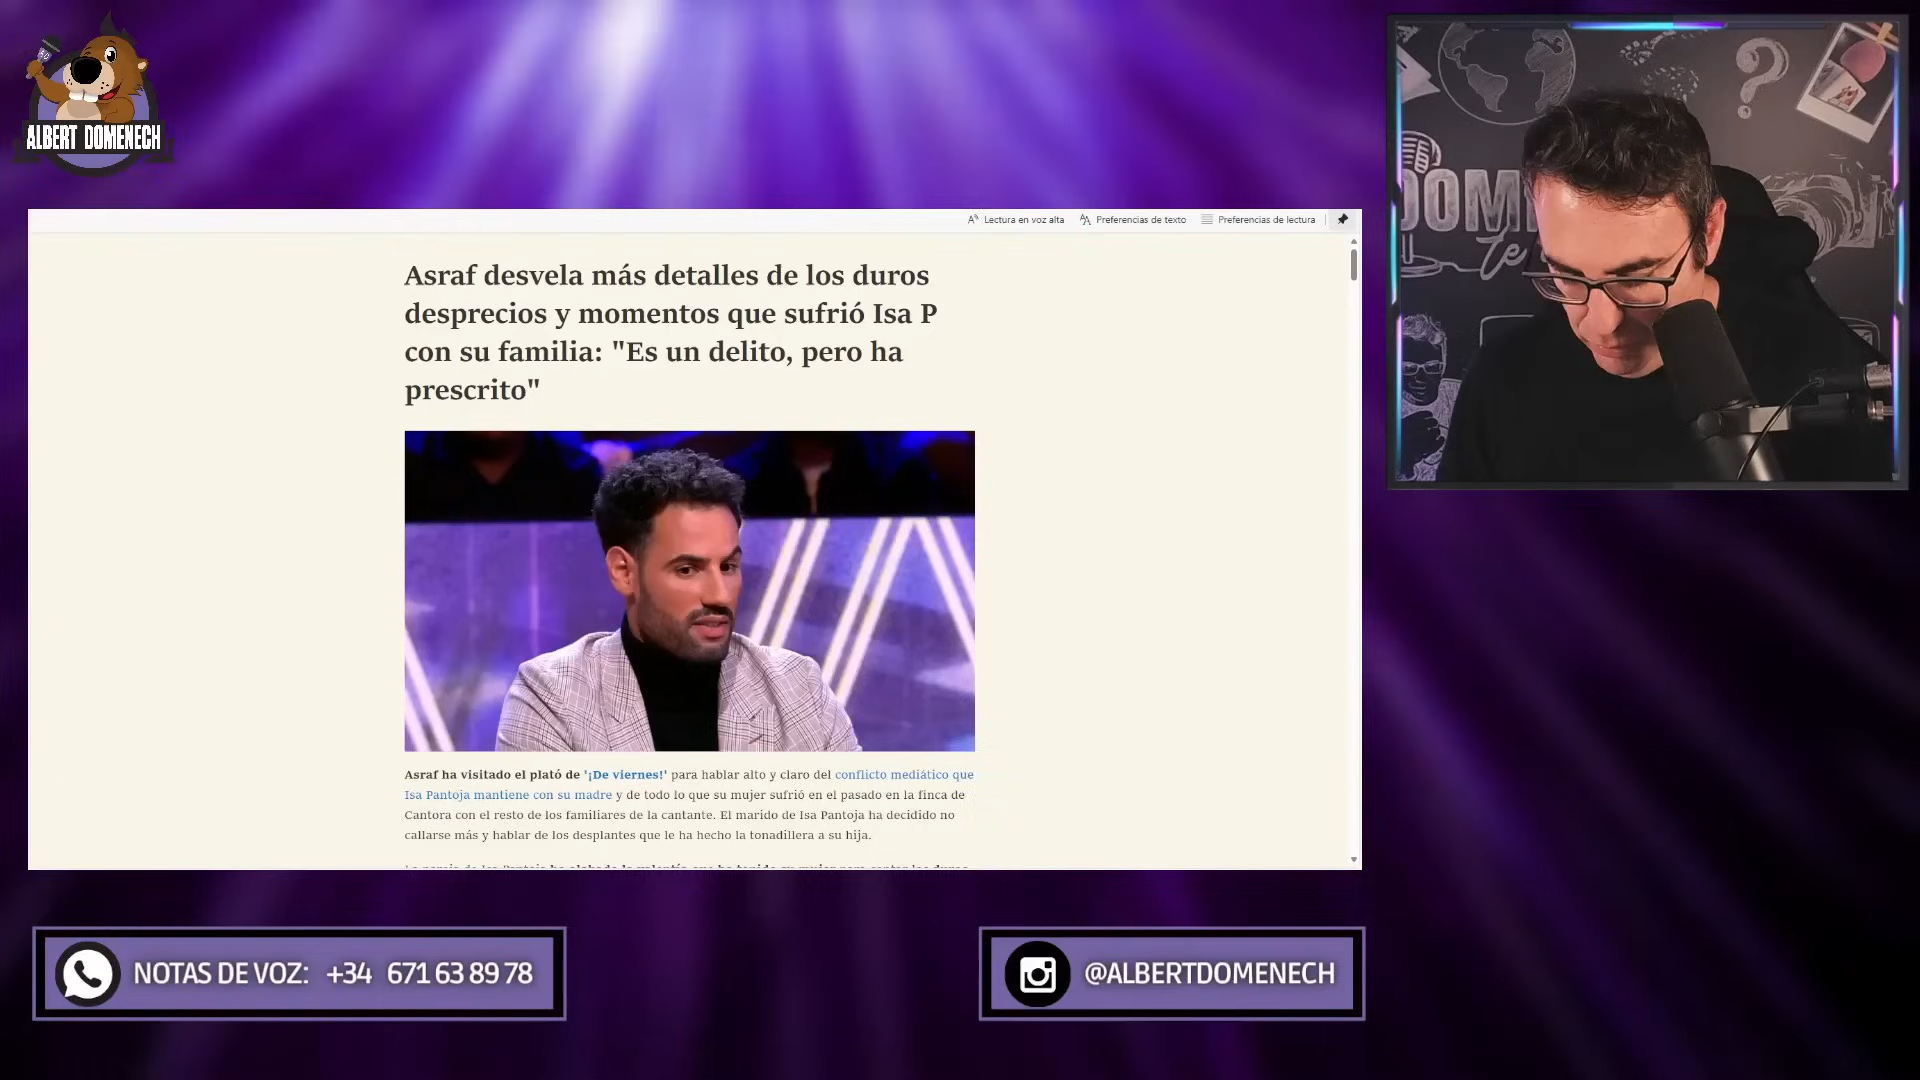 ALBERT DOMENECH
Lectura en voz alta
Preferencias de texto
Preferencias de lectura
Asraf desvela más detalles de los duros
desprecios y momentos que sufrió Isa P
con su familia: "Es un delito, pero ha
prescrito"
Asraf ha visitado el plató de '¡De viernes!' para hablar alto y claro del conflicto mediático que
Isa Pantoja mantiene con su madre y de todo lo que su mujer sufrió en el pasado en la finca de
Cantora con el resto de los familiares de la cantante. El marido de Isa Pantoja ha decidido no
callarse más y hablar de los desplantes que le ha hecho la tonadillera a su hija.
NOTAS DE VOZ: +34 671 63 89 78
@ALBERTDOMENECH
DOM
te
?